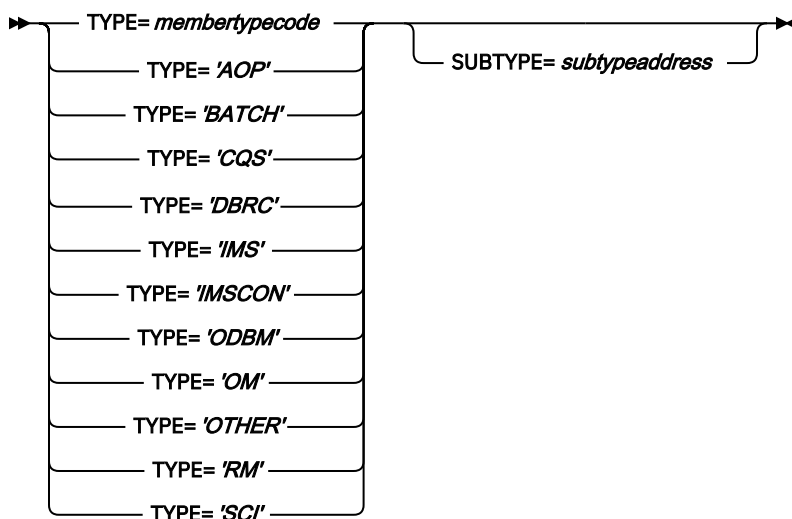 TYPE= membertypecode
SUBTYPE= subtypeaddress
TYPE= 'AOP'
TYPE= 'BATCH'
TYPE= 'CQS'
TYPE= 'DBRC'
TYPE= 'IMS'
TYPE= 'IMSCON'
TYPE= 'ODBM'
TYPE= 'OM'
TYPE= 'OTHER'
TYPE= 'RM'
TYPE= 'SCI'